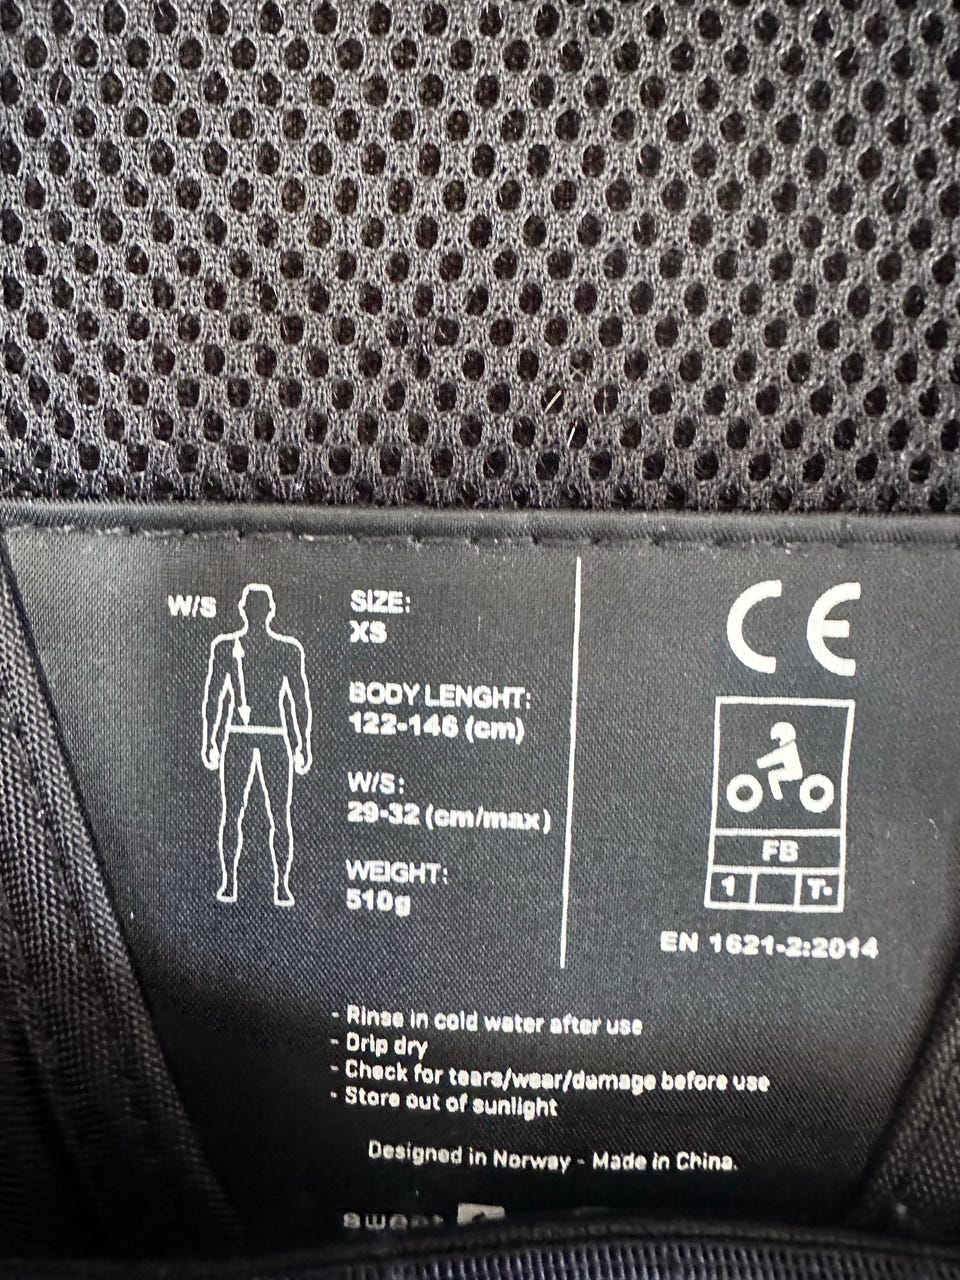 W/S
SIZE:
XS
BODY LENGHT:
122-146 (cm)
W/S:
29-32 (cm/max)
WEIGHT:
510g
CE
FB
1 T-
EN 1621-2:2014
- Rinse in cold water after use
- Drip dry
- Check for tears/wear/damage before use
- Store out of sunlight
Designed in Norway - Made in China.